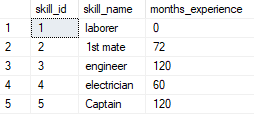 skill_id skill_name months_experience
1 1 laborer 0
2 2 1st mate 72
3 3 engineer 120
4 4 electrician 60
5 5 Captain 120